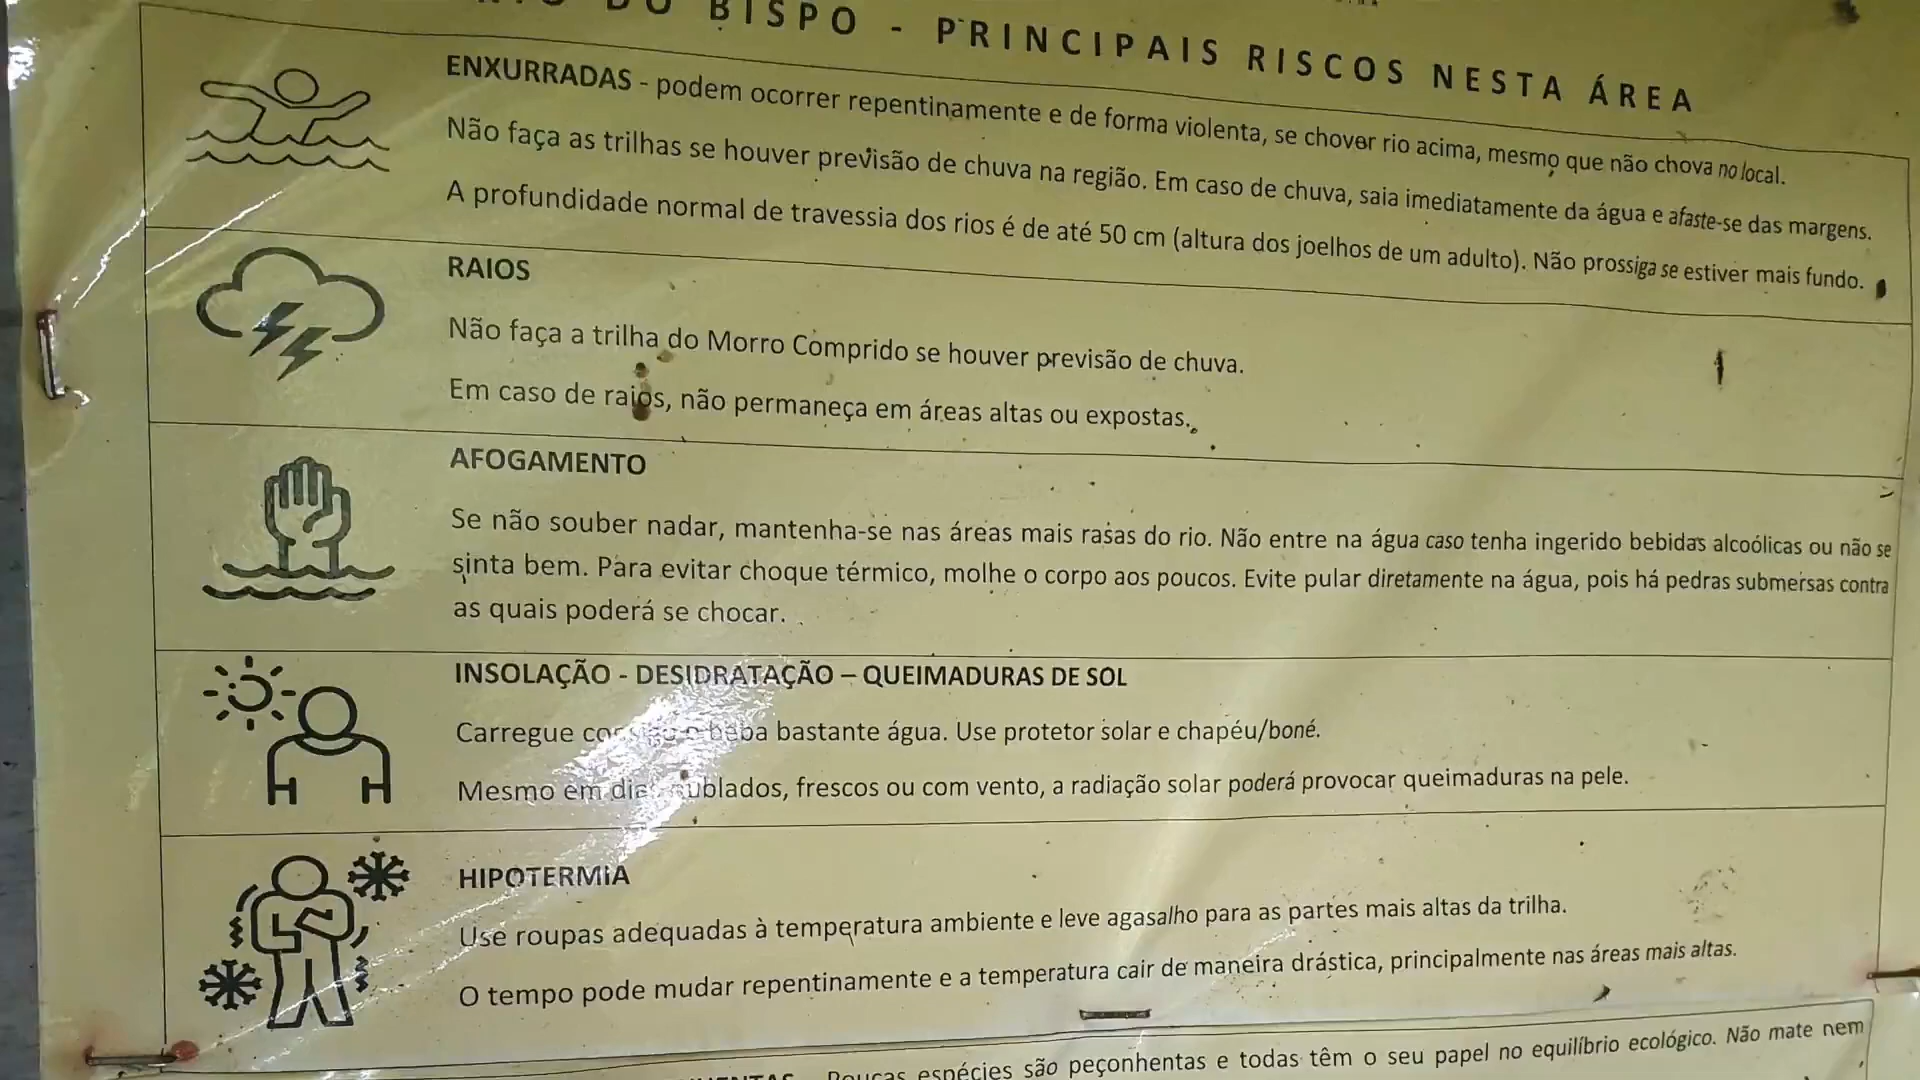 DO BISPO - PRINCIPAIS RISCOS NESTA ÁREA
ENXURRADAS - podem ocorrer repentinamente e de forma violenta, se chover rio acima, mesmo que não chova no local.
Não faça as trilhas se houver previsão de chuva na região. Em caso de chuva, saia imediatamente da água e afaste-se das margens.
A profundidade normal de travessia dos rios é de até 50 cm (altura dos joelhos de um adulto). Não prossiga se estiver mais fundo.
RAIOS
Não faça a trilha do Morro Comprido se houver previsão de chuva.
Em caso de raios, não permaneça em áreas altas ou expostas.
AFOGAMENTO
Se não souber nadar, mantenha-se nas áreas mais rasas do rio. Não entre na água caso tenha ingerido bebidas alcoólicas ou não se
sinta bem. Para evitar choque térmico, molhe o corpo aos poucos. Evite pular diretamente na água, pois há pedras submersas contra
as quais poderá se chocar.
INSOLAÇÃO - DESIDRATAÇÃO – QUEIMADURAS DE SOL
Carregue consigo e beba bastante água. Use protetor solar e chapéu/boné.
Mesmo em dias nublados, frescos ou com vento, a radiação solar poderá provocar queimaduras na pele.
HIPOTERMIA
Use roupas adequadas à temperatura ambiente e leve agasalho para as partes mais altas da trilha.
O tempo pode mudar repentinamente e a temperatura cair de maneira drástica, principalmente nas áreas mais altas.
Poucas espécies são peçonhentas e todas têm o seu papel no equilíbrio ecológico. Não mate nem